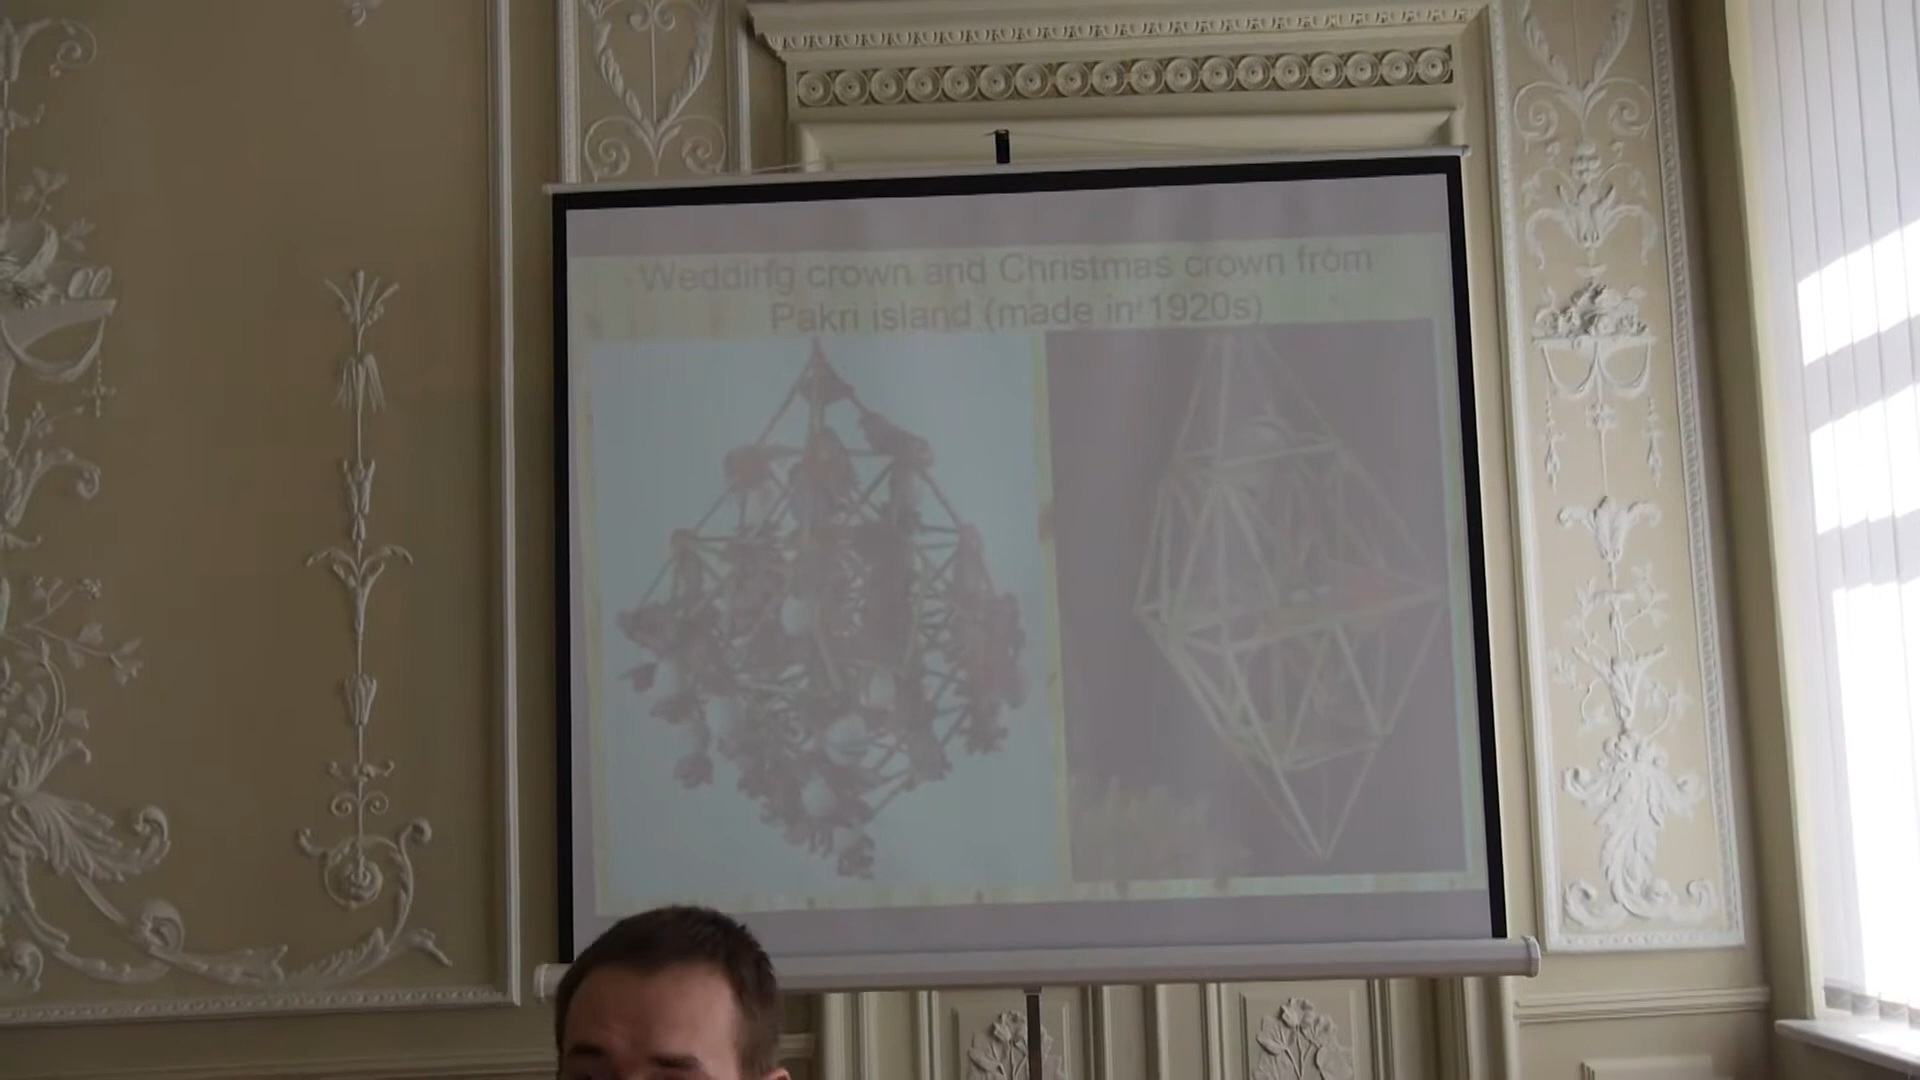 Wedding crown and Christmas crown from
Pakri island (made in 1920s)